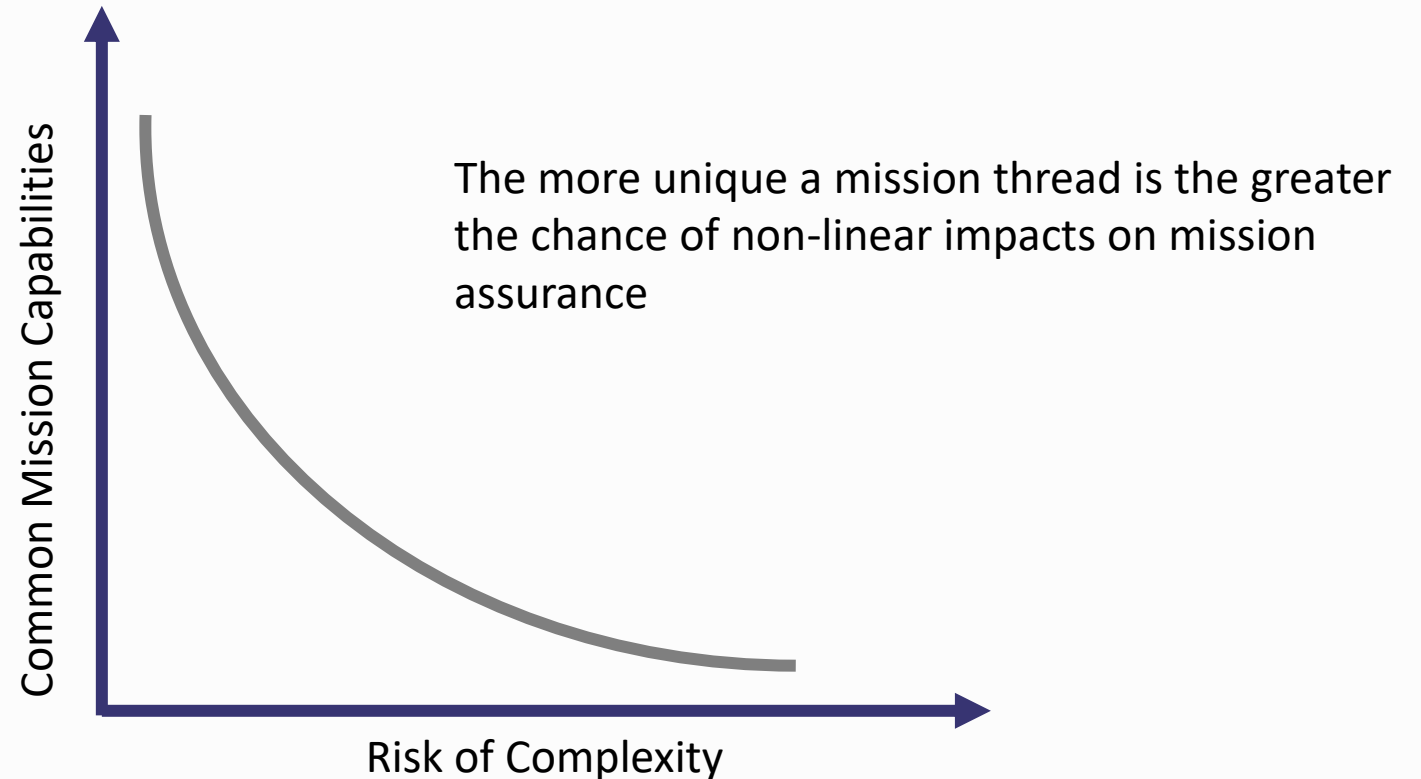 Common Mission Capabilities
The more unique a mission thread is the greater
the chance of non-linear impacts on mission
assurance
Risk of Complexity